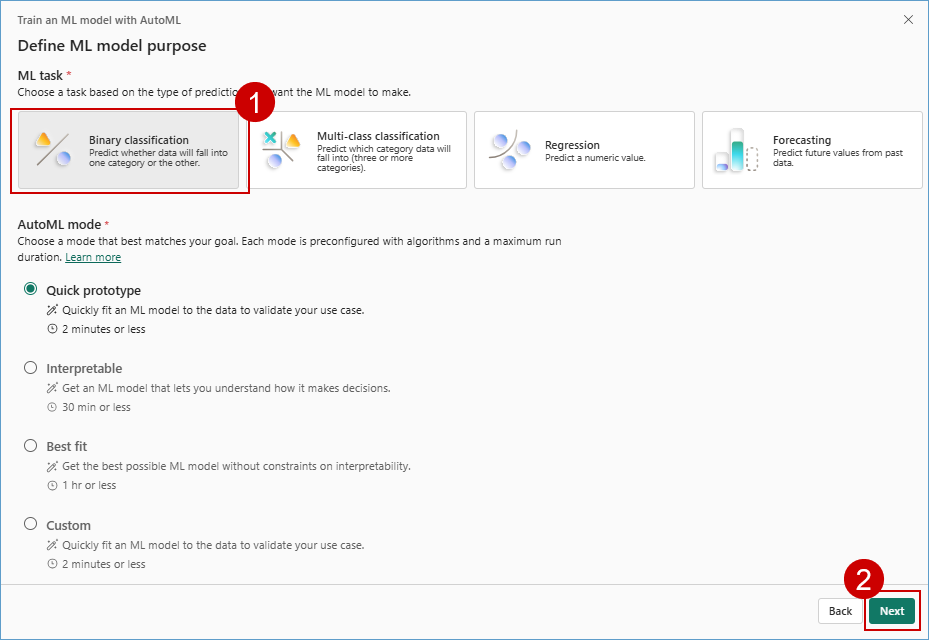 Train an ML model with AutoML
Define ML model purpose
ML task *
Choose a task based on the type of prediction want the ML model to make.
1
Binary classification
Predict whether data will fall into
one category or the other.
Multi-class classification
Predict which category data will
fall into (three or more
categories).
Regression
Predict a numeric value.
Forecasting
Predict future values from past
data.
AutoML mode *
Choose a mode that best matches your goal. Each mode is preconfigured with algorithms and a maximum run
duration. Learn more
Quick prototype
Quickly fit an ML model to the data to validate your use case.
2 minutes or less
Interpretable
Get an ML model that lets you understand how it makes decisions.
30 min or less
Best fit
Get the best possible ML model without constraints on interpretability.
1 hr or less
Custom
Quickly fit an ML model to the data to validate your use case.
2 minutes or less
2
Back
Next